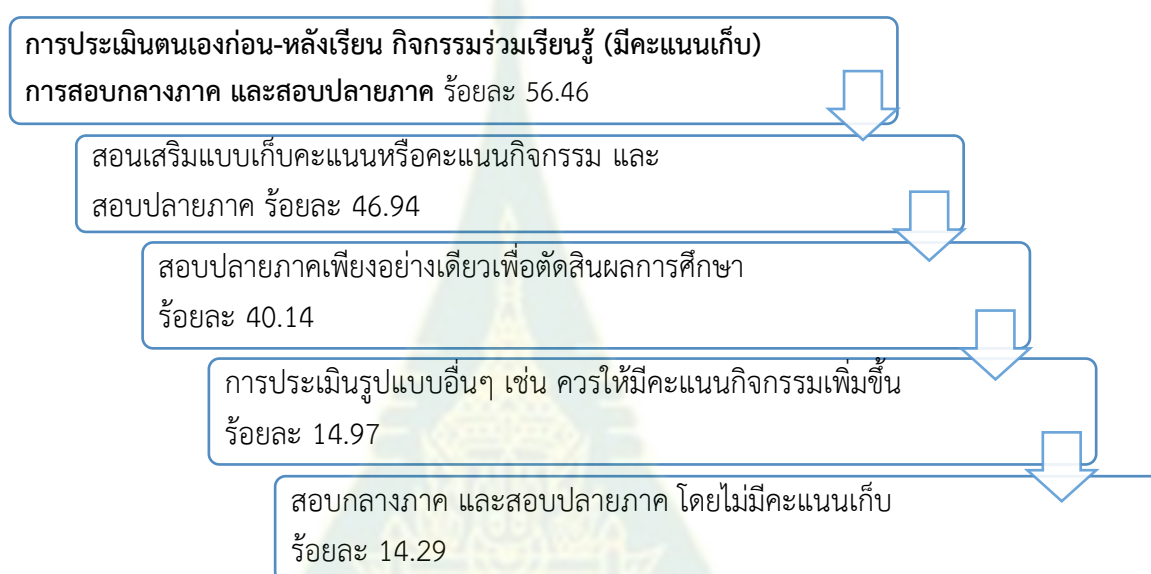 การประเมินตนเองก่อน-หลังเรียน กิจกรรมร่วมเรียนรู้ (มีคะแนนเก็บ)
การสอบกลางภาค และสอบปลายภาค ร้อยละ 56.46
สอนเสริมแบบเก็บคะแนนหรือคะแนนกิจกรรม และ
สอบปลายภาค ร้อยละ 46.94
สอบปลายภาคเพียงอย่างเดียวเพื่อตัดสินผลการศึกษา
ร้อยละ 40.14
การประเมินรูปแบบอื่นๆ เช่น ควรให้มีคะแนนกิจกรรมเพิ่มขึ้น
ร้อยละ 14.97
สอบกลางภาค และสอบปลายภาค โดยไม่มีคะแนนเก็บ
ร้อยละ 14.29